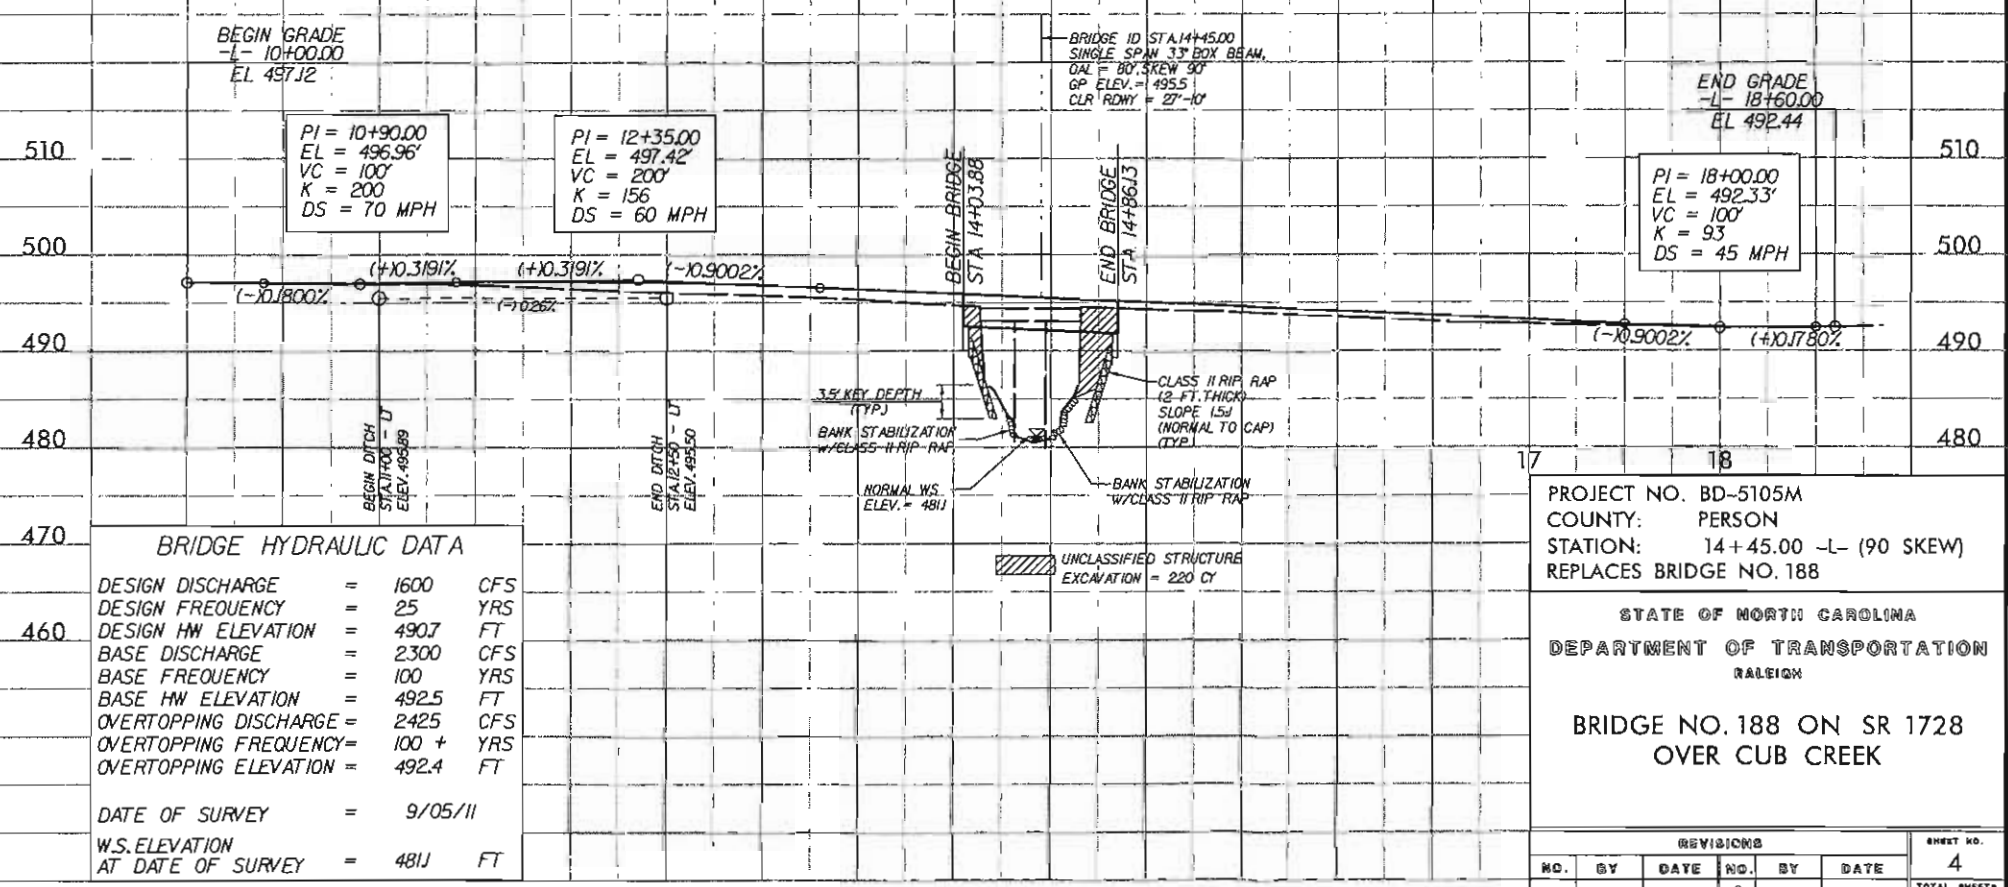 BEGIN GRADE
-L- 10+00.00
EL 497.12
BRIDGE ID STA.14+45.00
SINGLE SPAN 33" BOX BEAM,
OAL = 80', SKEW 90°
GP ELEV. = 495.5
CLR RDWY = 27'-10"
END GRADE
-L- 18+60.00
EL 492.44
PI = 10+90.00
EL = 496.96'
VC = 100'
K = 200
DS = 70 MPH
PI = 12+35.00
EL = 497.42'
VC = 200'
K = 156
DS = 60 MPH
BEGIN BRIDGE
STA 14+03.88
END BRIDGE
STA 14+86.13
PI = 18+00.00
EL = 492.33'
VC = 100'
K = 93
DS = 45 MPH
510
510
500
500
490
490
480
480
470
460
(-)0.1800%
(+)0.3191%
(+)0.3191%
(-)0.26%
(-)0.9002%
(-)0.9002%
(+)0.1780%
BEGIN DITCH
STA.11+00 - LT
ELEV. 495.89
END DITCH
STA.12+50 - LT
ELEV. 495.50
3.5' KEY DEPTH
(TYP.)
BANK STABILIZATION
W/CLASS II RIP RAP
NORMAL WS
ELEV. = 481.1
CLASS II RIP RAP
(2 FT. THICK)
SLOPE 1.5:1
(NORMAL TO CAP)
(TYP.)
BANK STABILIZATION
W/CLASS II RIP RAP
UNCLASSIFIED STRUCTURE
EXCAVATION = 220 CY
17
18
BRIDGE HYDRAULIC DATA
DESIGN DISCHARGE = 1600 CFS
DESIGN FREQUENCY = 25 YRS
DESIGN HW ELEVATION = 490.7 FT
BASE DISCHARGE = 2300 CFS
BASE FREQUENCY = 100 YRS
BASE HW ELEVATION = 492.5 FT
OVERTOPPING DISCHARGE = 2425 CFS
OVERTOPPING FREQUENCY = 100 + YRS
OVERTOPPING ELEVATION = 492.4 FT
DATE OF SURVEY = 9/05/11
W.S. ELEVATION
AT DATE OF SURVEY = 481.1 FT
PROJECT NO. BD-5105M
COUNTY: PERSON
STATION: 14+45.00 -L- (90 SKEW)
REPLACES BRIDGE NO. 188
STATE OF NORTH CAROLINA
DEPARTMENT OF TRANSPORTATION
RALEIGH
BRIDGE NO. 188 ON SR 1728
OVER CUB CREEK
REVISIONS
NO. BY DATE NO. BY DATE
SHEET NO.
4
TOTAL SHEETS